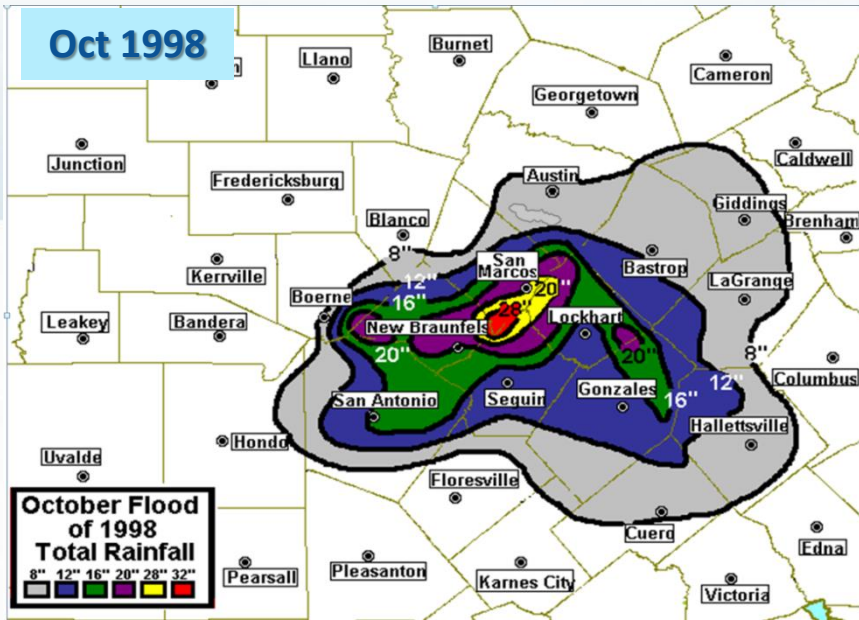 Oct 1998
Burnet
Llano
Cameron
n
Georgetown
Junction
Caldwell
Austin
Fredericksburg
Giddings
Blanco
Brenham
8"
San
Marcos
Bastrop
Kerrville
12"
20"
LaGrange
Boerne
16"
28"
Leakey
Bandera
New Braunfels
Lockhart
20"
20"
8"
Columbus
12"
San Antonio
Seguin
Gonzales
16"
Hallettsville
Hondo
Uvalde
Floresville
October Flood
of 1998
Total Rainfall
8" 12" 16" 20" 28" 32"
Cuero
Edna
Pearsall
Pleasanton
Karnes City
Victoria